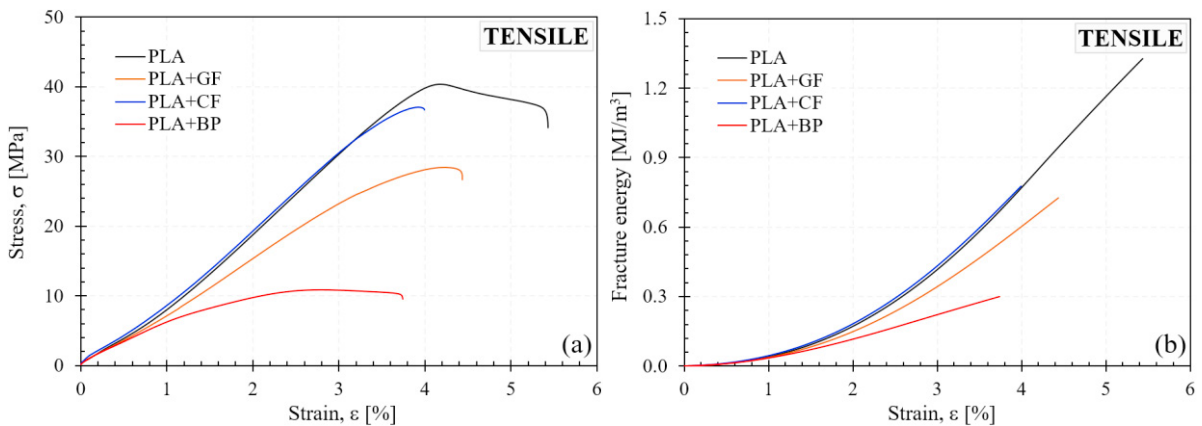 50
40
30
20
10
0
Stress, σ [MPa]
TENSILE
PLA
PLA+GF
PLA+CF
PLA+BP
(a)
0 1 2 3 4 5 6
Strain, ε [%]
1.5
1.2
0.9
0.6
0.3
0.0
Fracture energy [MJ/m³]
TENSILE
PLA
PLA+GF
PLA+CF
PLA+BP
(b)
0 1 2 3 4 5 6
Strain, ε [%]